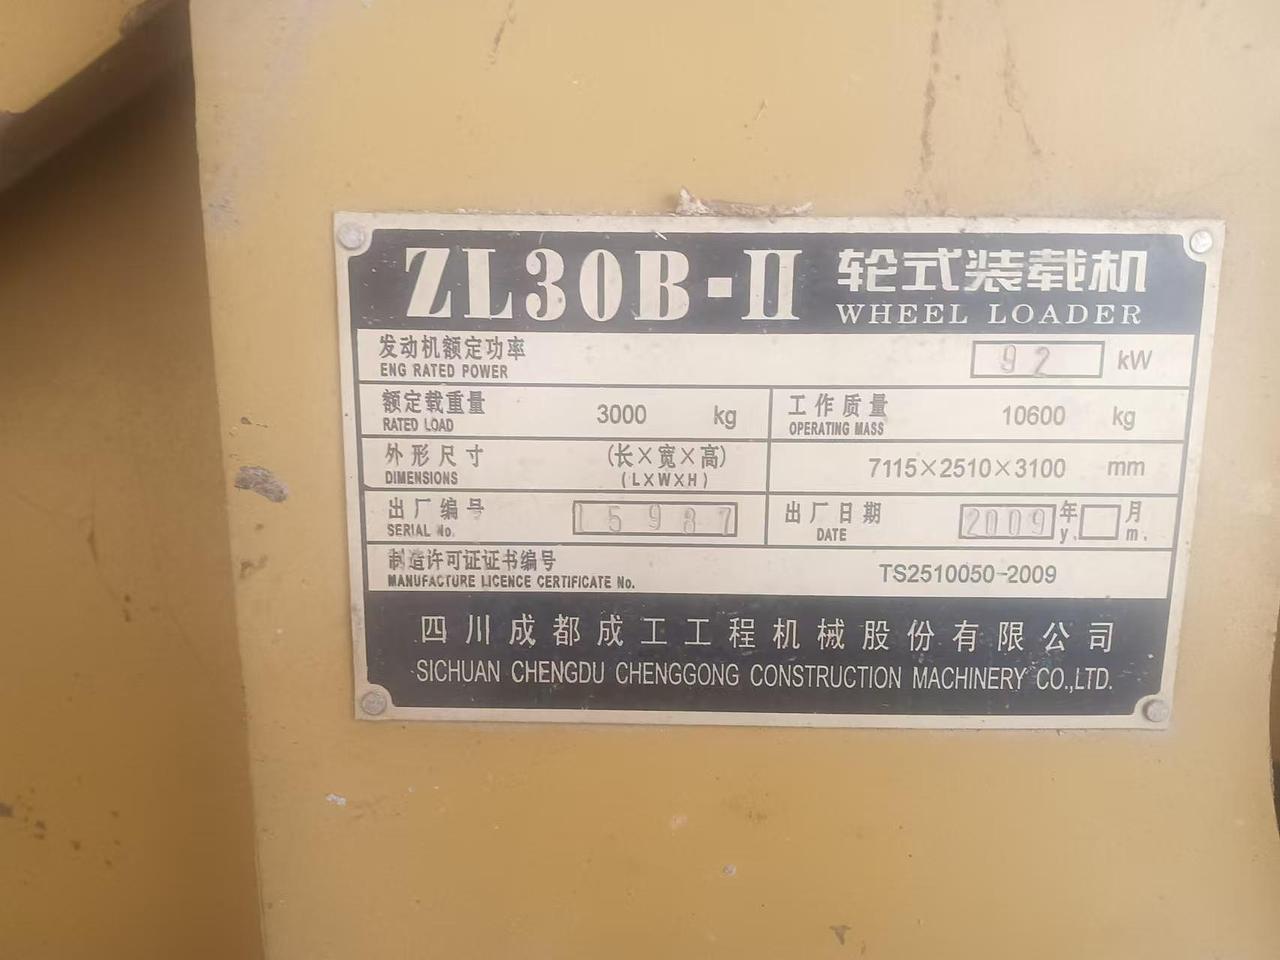 ZL30B-II 轮式装载机
WHEEL LOADER
发动机额定功率 92 kW
ENG RATED POWER
额定载重量 3000 kg 工作质量 10600 kg
RATED LOAD OPERATING MASS
外形尺寸 (长×宽×高) 7115×2510×3100 mm
DIMENSIONS (L×W×H)
出厂编号 15987 出厂日期 2009 年 月
SERIAL No. DATE y. m.
制造许可证证书编号 TS2510050-2009
MANUFACTURE LICENCE CERTIFICATE No.
四川成都成工工程机械股份有限公司
SICHUAN CHENGDU CHENGGONG CONSTRUCTION MACHINERY CO.,LTD.